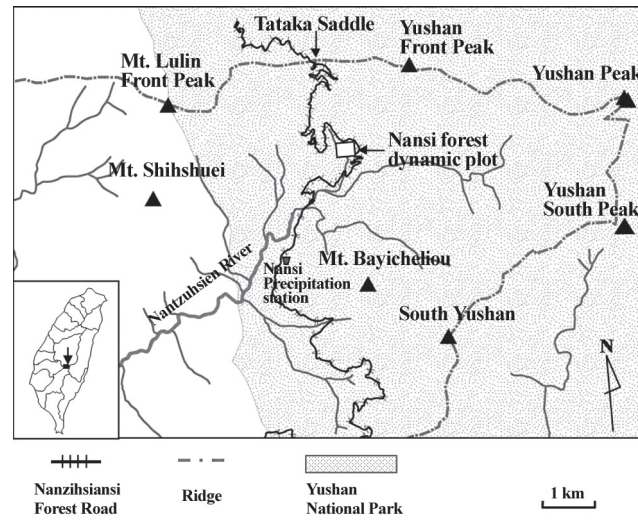 Tataka Saddle
Yushan
Front Peak
Mt. Lulin
Front Peak
Yushan Peak
Nansi forest
dynamic plot
Mt. Shihshuei
Yushan
South Peak
Nantzuhsien River
Nansi
Precipitation
station
Mt. Bayicheliou
South Yushan
N
Nanzihsiansi
Forest Road
Ridge
Yushan
National Park
1 km